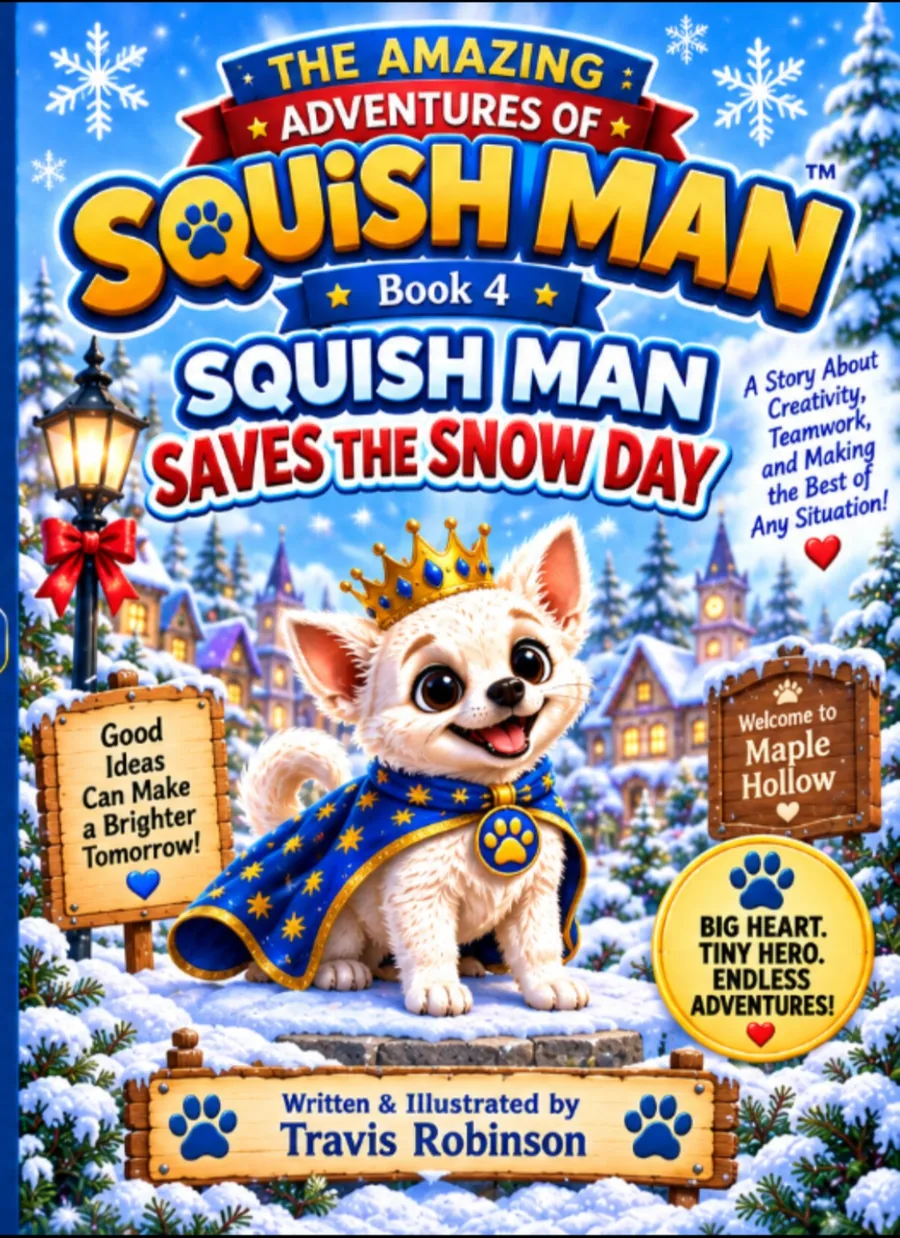 THE AMAZING
ADVENTURES OF
SQUiSH MAN™
Book 4
SQUISH MAN
SAVES THE SNOW DAY
A Story About
Creativity,
Teamwork,
and Making
the Best of
Any Situation!
Good
Ideas
Can Make
a Brighter
Tomorrow!
Welcome to
Maple
Hollow
BIG HEART.
TINY HERO.
ENDLESS
ADVENTURES!
Written & Illustrated by
Travis Robinson